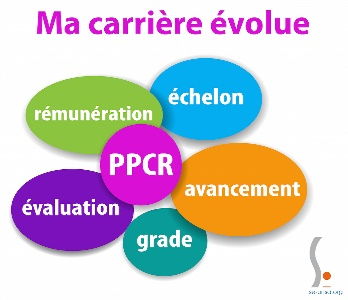 Ma carrière évolue
échelon
rémunération
PPCR
avancement
évaluation
grade